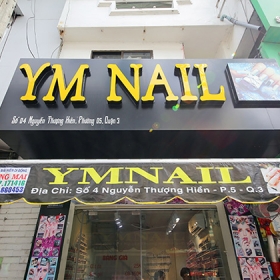 YM NAIL
Số 04 Nguyễn Thượng Hiền, Phường 05, Quận 3
YMNAIL
Địa Chỉ: Số 4 Nguyễn Thượng Hiền - P.5 - Q.3